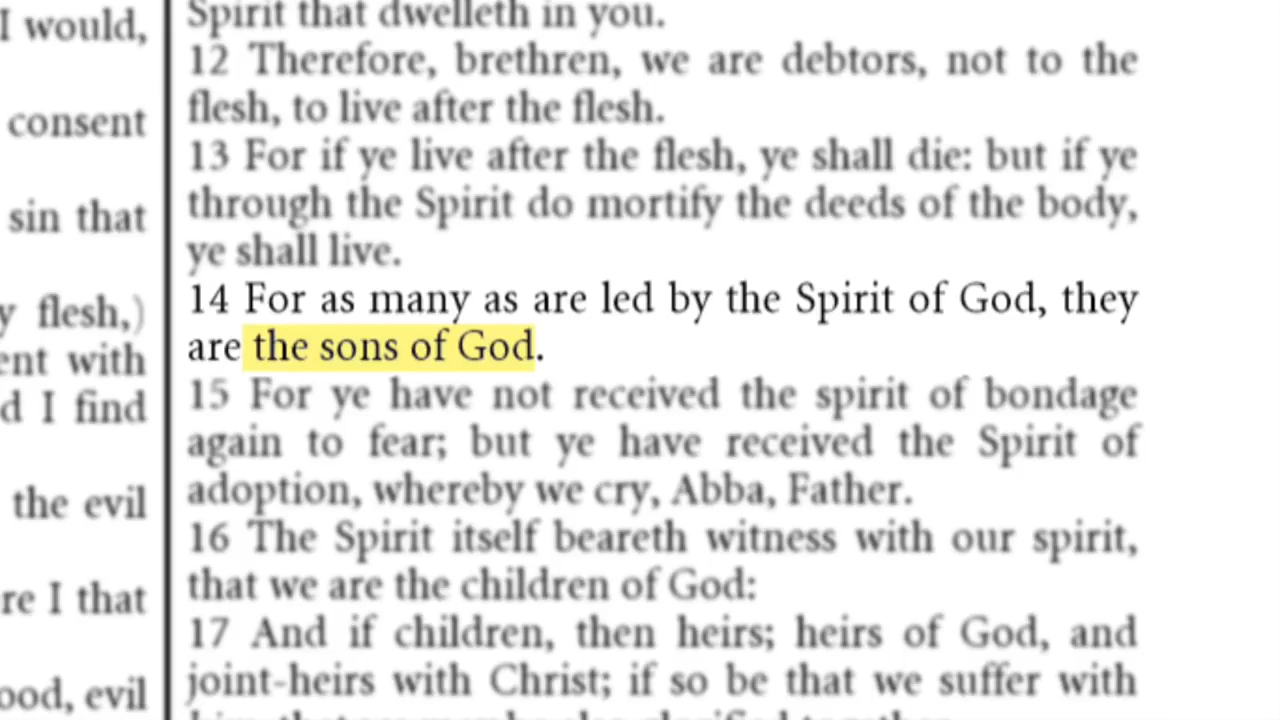 I would,
consent
sin that
flesh,)
with
d I find
the evil
I that
evil
Spirit that dwelleth in you.
12 Therefore, brethren, we are debtors, not to the
flesh, to live after the flesh.
13 For if ye live after the flesh, ye shall die: but if ye
through the Spirit do mortify the deeds of the body,
ye shall live.
14 For as many as are led by the Spirit of God, they
are the sons of God.
15 For ye have not received the spirit of bondage
again to fear; but ye have received the Spirit of
adoption, whereby we cry, Abba, Father.
16 The Spirit itself beareth witness with our spirit,
that we are the children of God:
17 And if children, then heirs; heirs of God, and
joint-heirs with Christ; if so be that we suffer with